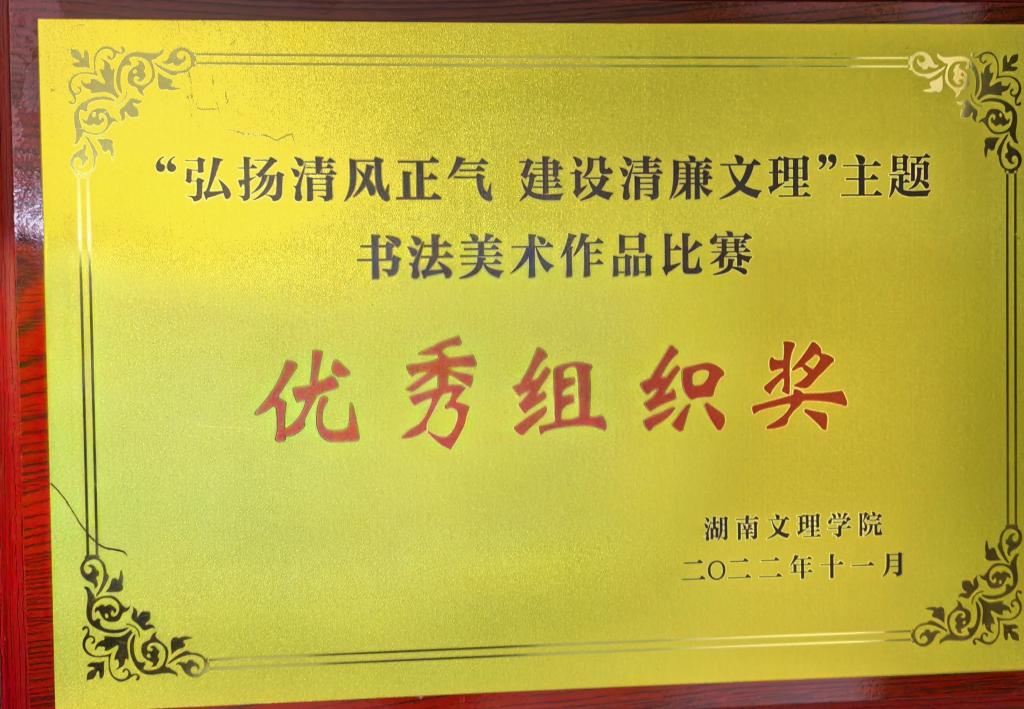 “弘扬清风正气 建设清廉文理”主题
书法美术作品比赛
优秀组织奖
湖南文理学院
二〇二二年十一月